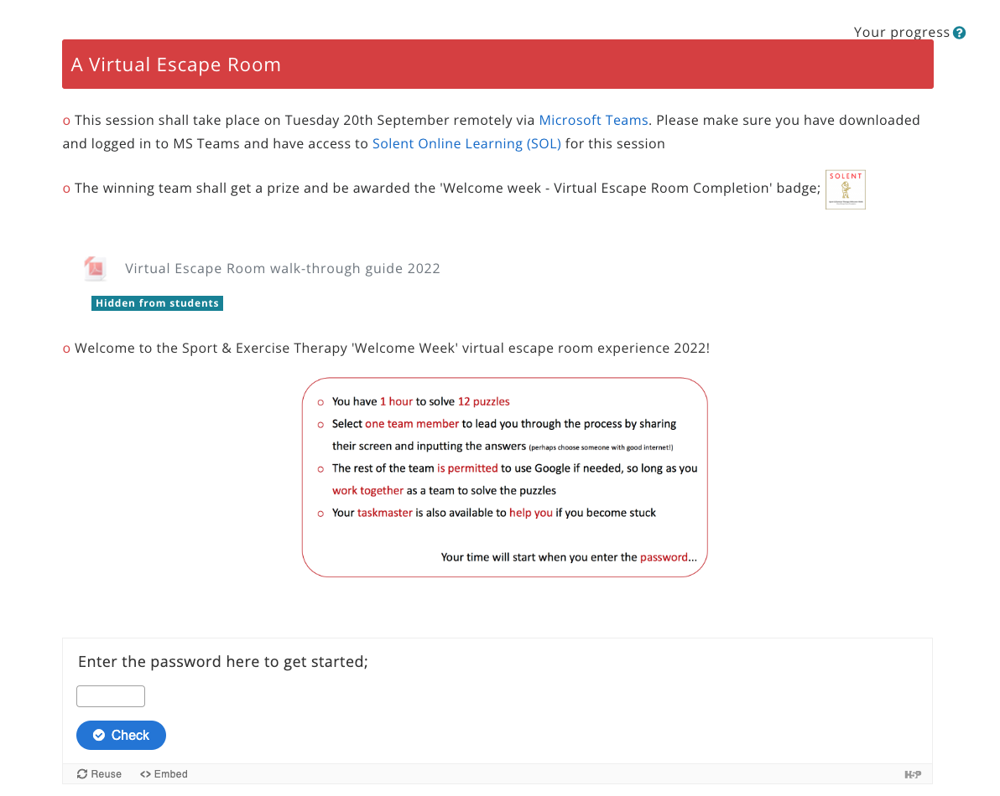 Your progress
A Virtual Escape Room
o This session shall take place on Tuesday 20th September remotely via Microsoft Teams. Please make sure you have downloaded
and logged in to MS Teams and have access to Solent Online Learning (SOL) for this session
o The winning team shall get a prize and be awarded the 'Welcome week - Virtual Escape Room Completion' badge;
SOLENT
Virtual Escape Room walk-through guide 2022
Hidden from students
o Welcome to the Sport & Exercise Therapy 'Welcome Week' virtual escape room experience 2022!
o You have 1 hour to solve 12 puzzles
o Select one team member to lead you through the process by sharing
their screen and inputting the answers (perhaps choose someone with good internet!)
o The rest of the team is permitted to use Google if needed, so long as you
work together as a team to solve the puzzles
o Your taskmaster is also available to help you if you become stuck
Your time will start when you enter the password...
Enter the password here to get started;
Check
Reuse <> Embed
H5P